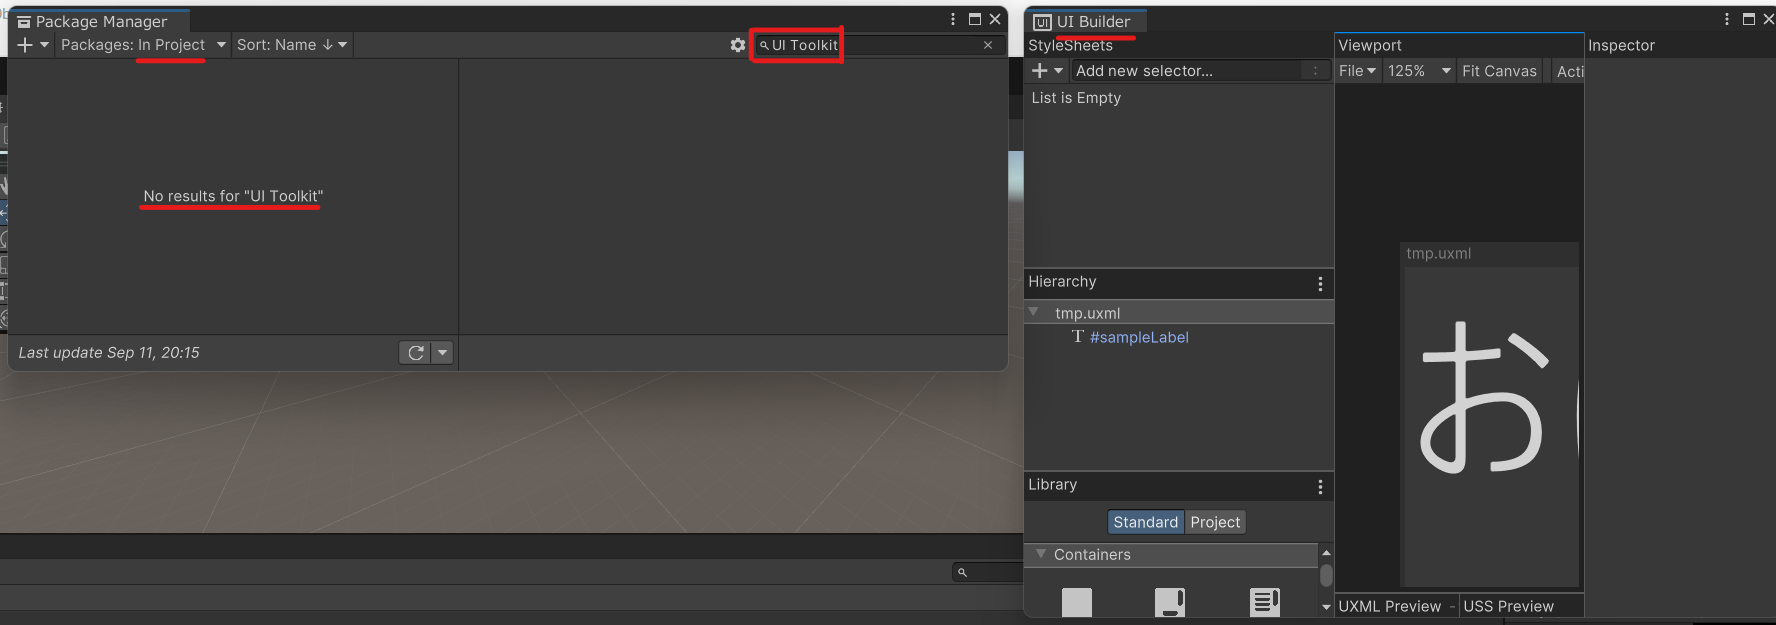 Package Manager
Packages: In Project
Sort: Name ↓
UI Toolkit
No results for "UI Toolkit"
Last update Sep 11, 20:15
UI Builder
StyleSheets
Add new selector...
List is Empty
Hierarchy
tmp.uxml
#sampleLabel
Library
Standard
Project
Containers
Viewport
File
125%
Fit Canvas
Acti
tmp.uxml
お
UXML Preview
USS Preview
Inspector